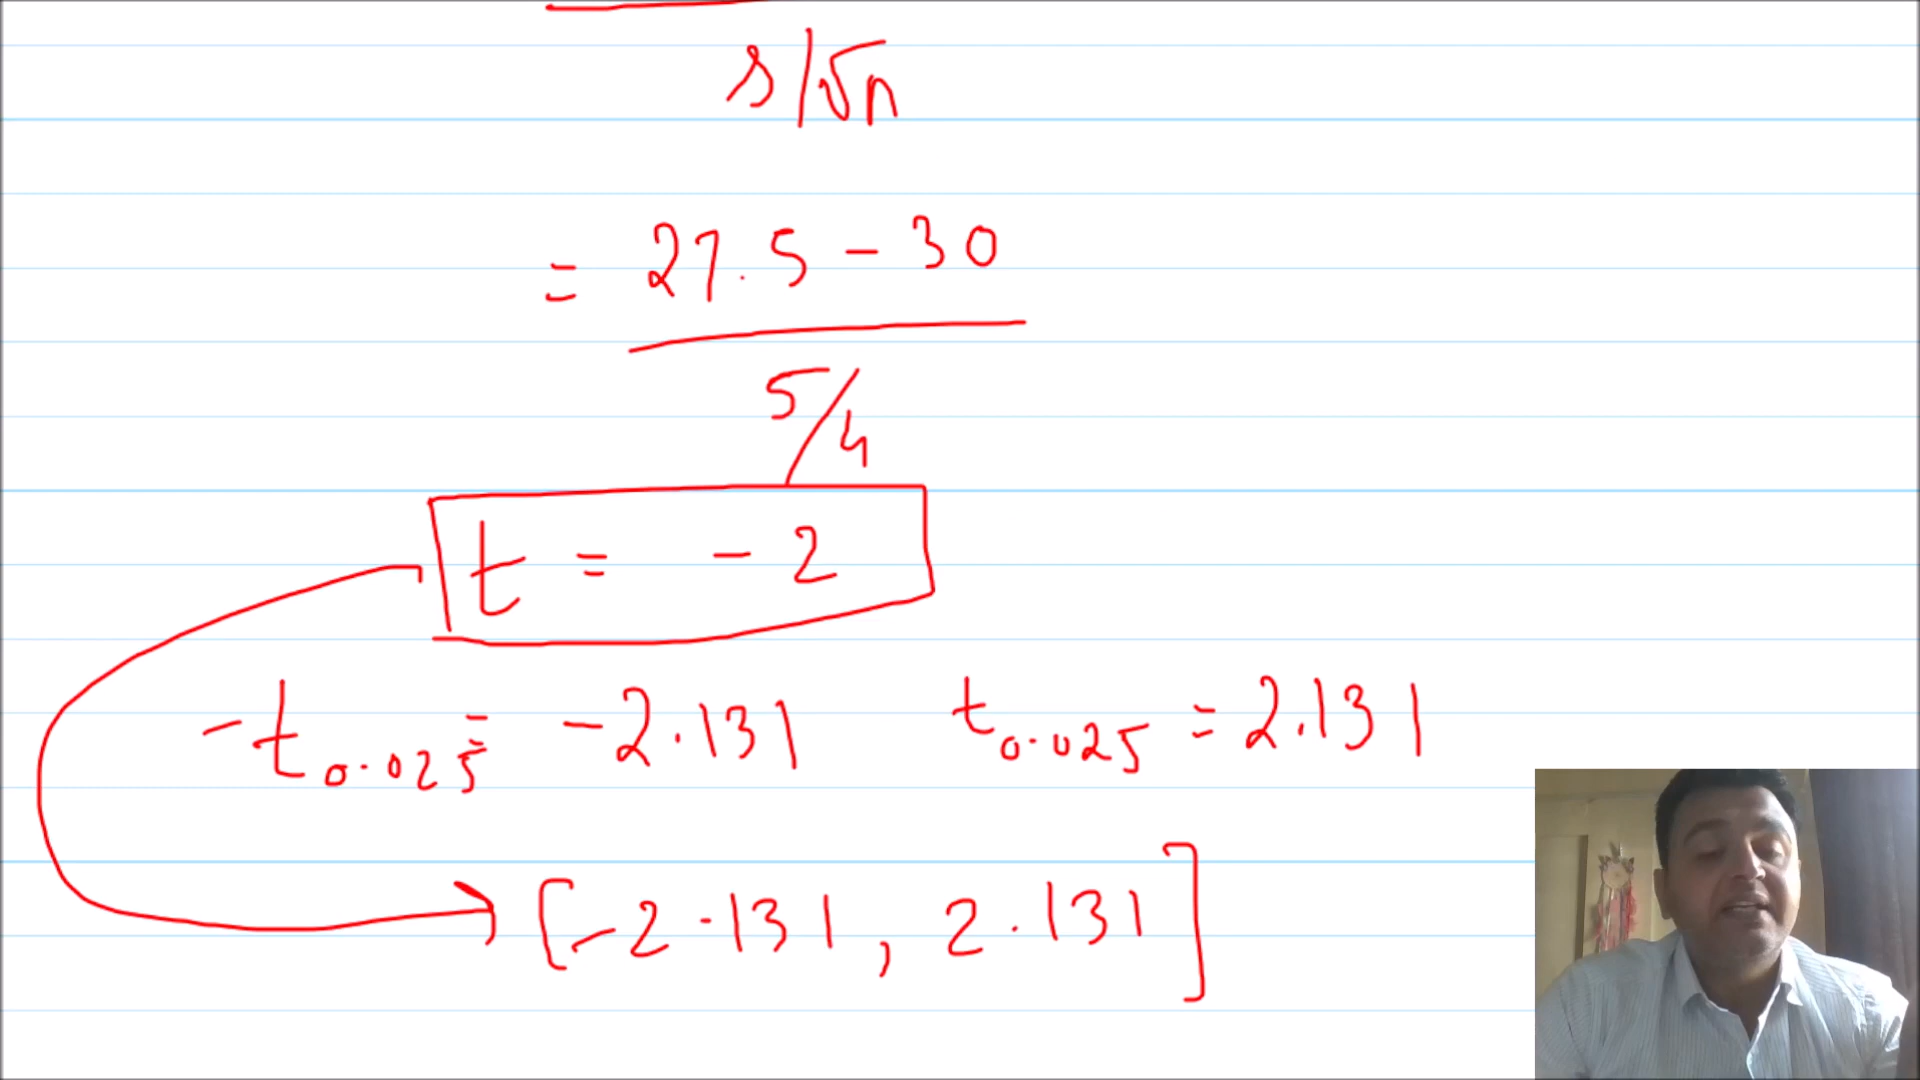 s/√n
= 27.5 - 30
5/4
t = - 2
-t0.025 = -2.131 t0.025 = 2.131
[-2.131, 2.131]